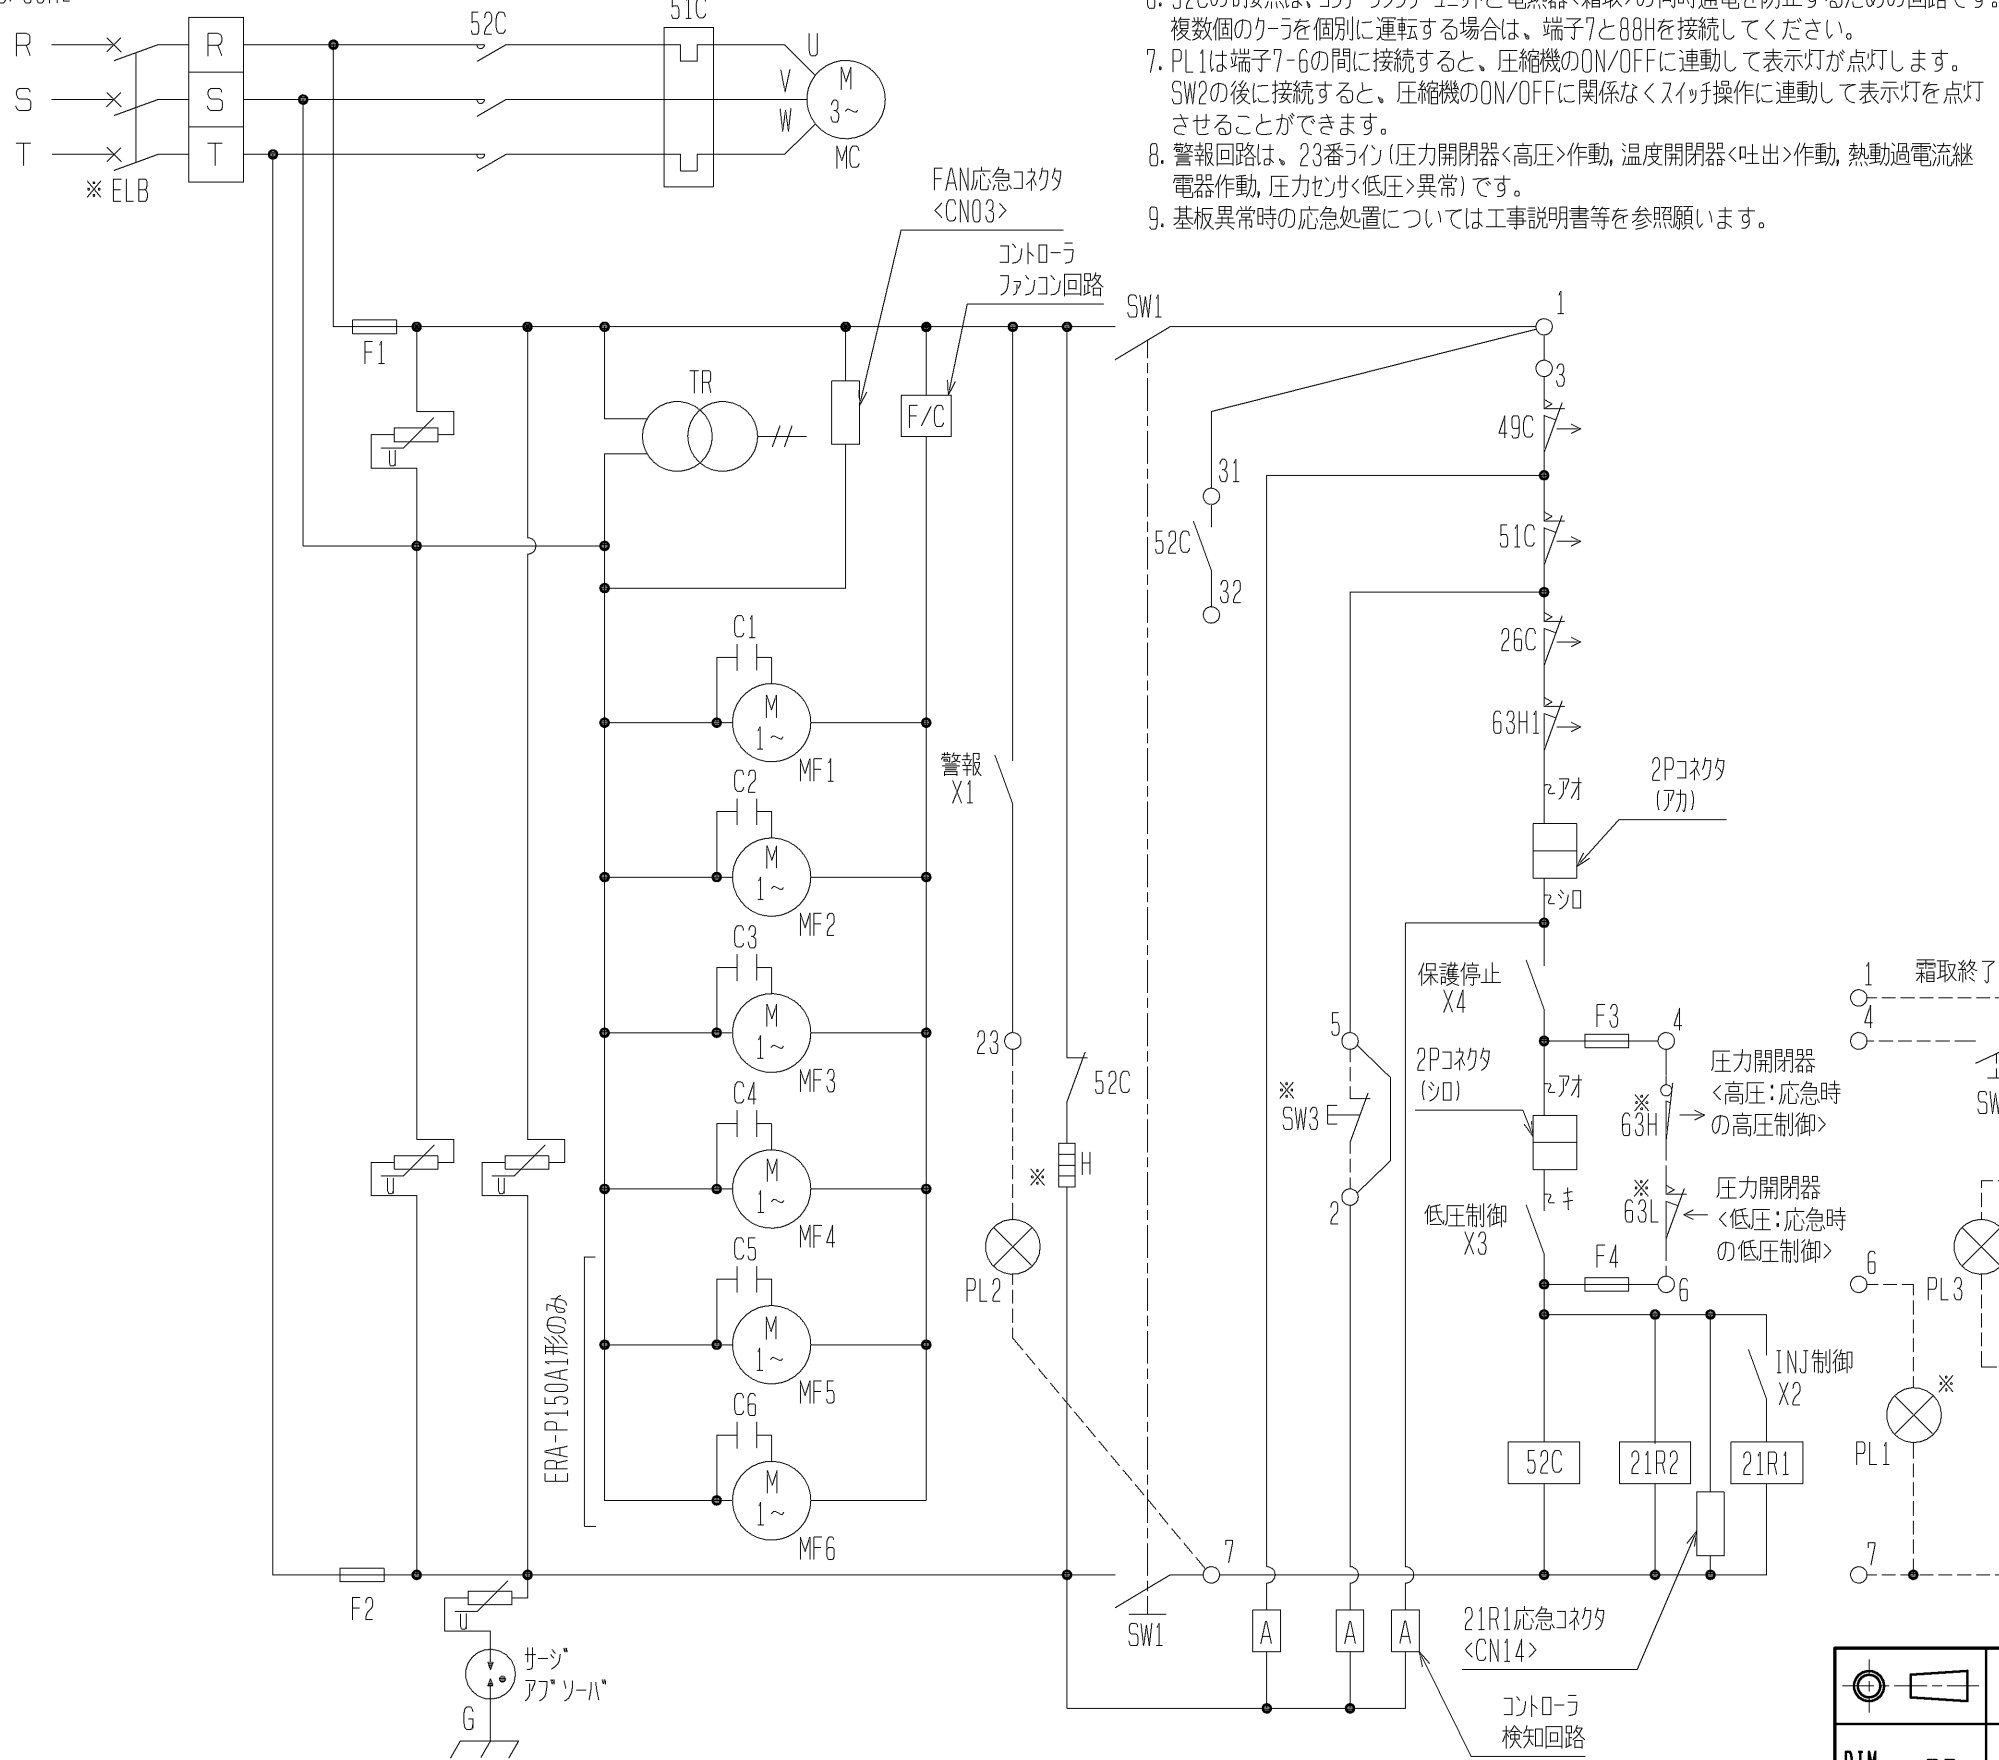 複数個のクーラを個別に運転する場合は、端子7と88Hを接続してください。
7. PL1は端子7-6の間に接続すると、圧縮機のON/OFFに連動して表示灯が点灯します。
SW2の後に接続すると、圧縮機のON/OFFに関係なくスイッチ操作に連動して表示灯を点灯
させることができます。
8. 警報回路は、23番ライン(圧力開閉器<高圧>作動, 温度開閉器<吐出>作動, 熱動過電流継
電器作動, 圧力センサ<低圧>異常)です。
9. 基板異常時の応急処置については工事説明書等を参照願います。
R
S
T
※ ELB
R
S
T
52C
51C
U
V
W
M
3~
MC
FAN応急コネクタ
<CN03>
コントローラ
ファンコン回路
F1
TR
F/C
SW1
1
3
49C
31
51C
52C
32
26C
63H1
U
C1
M
1~
MF1
C2
M
1~
MF2
C3
M
1~
MF3
C4
M
1~
MF4
C5
M
1~
MF5
C6
M
1~
MF6
ERA-P150A1形のみ
警報
X1
23
PL2
52C
※
H
アオ
2Pコネクタ
(アカ)
シロ
保護停止
X4
F3
4
5
※
SW3
2
2Pコネクタ
(シロ)
アオ
キ
※
63H
圧力開閉器
<高圧:応急時
の高圧制御>
※
63L
圧力開閉器
<低圧:応急時
の低圧制御>
低圧制御
X3
F4
6
INJ制御
X2
52C
21R2
21R1
1
霜取終了
4
SW
6
PL3
※
PL1
7
U
U
F2
U
サージ
アブソーバ
G
7
SW1
A
A
A
21R1応急コネクタ
<CN14>
コントローラ
検知回路